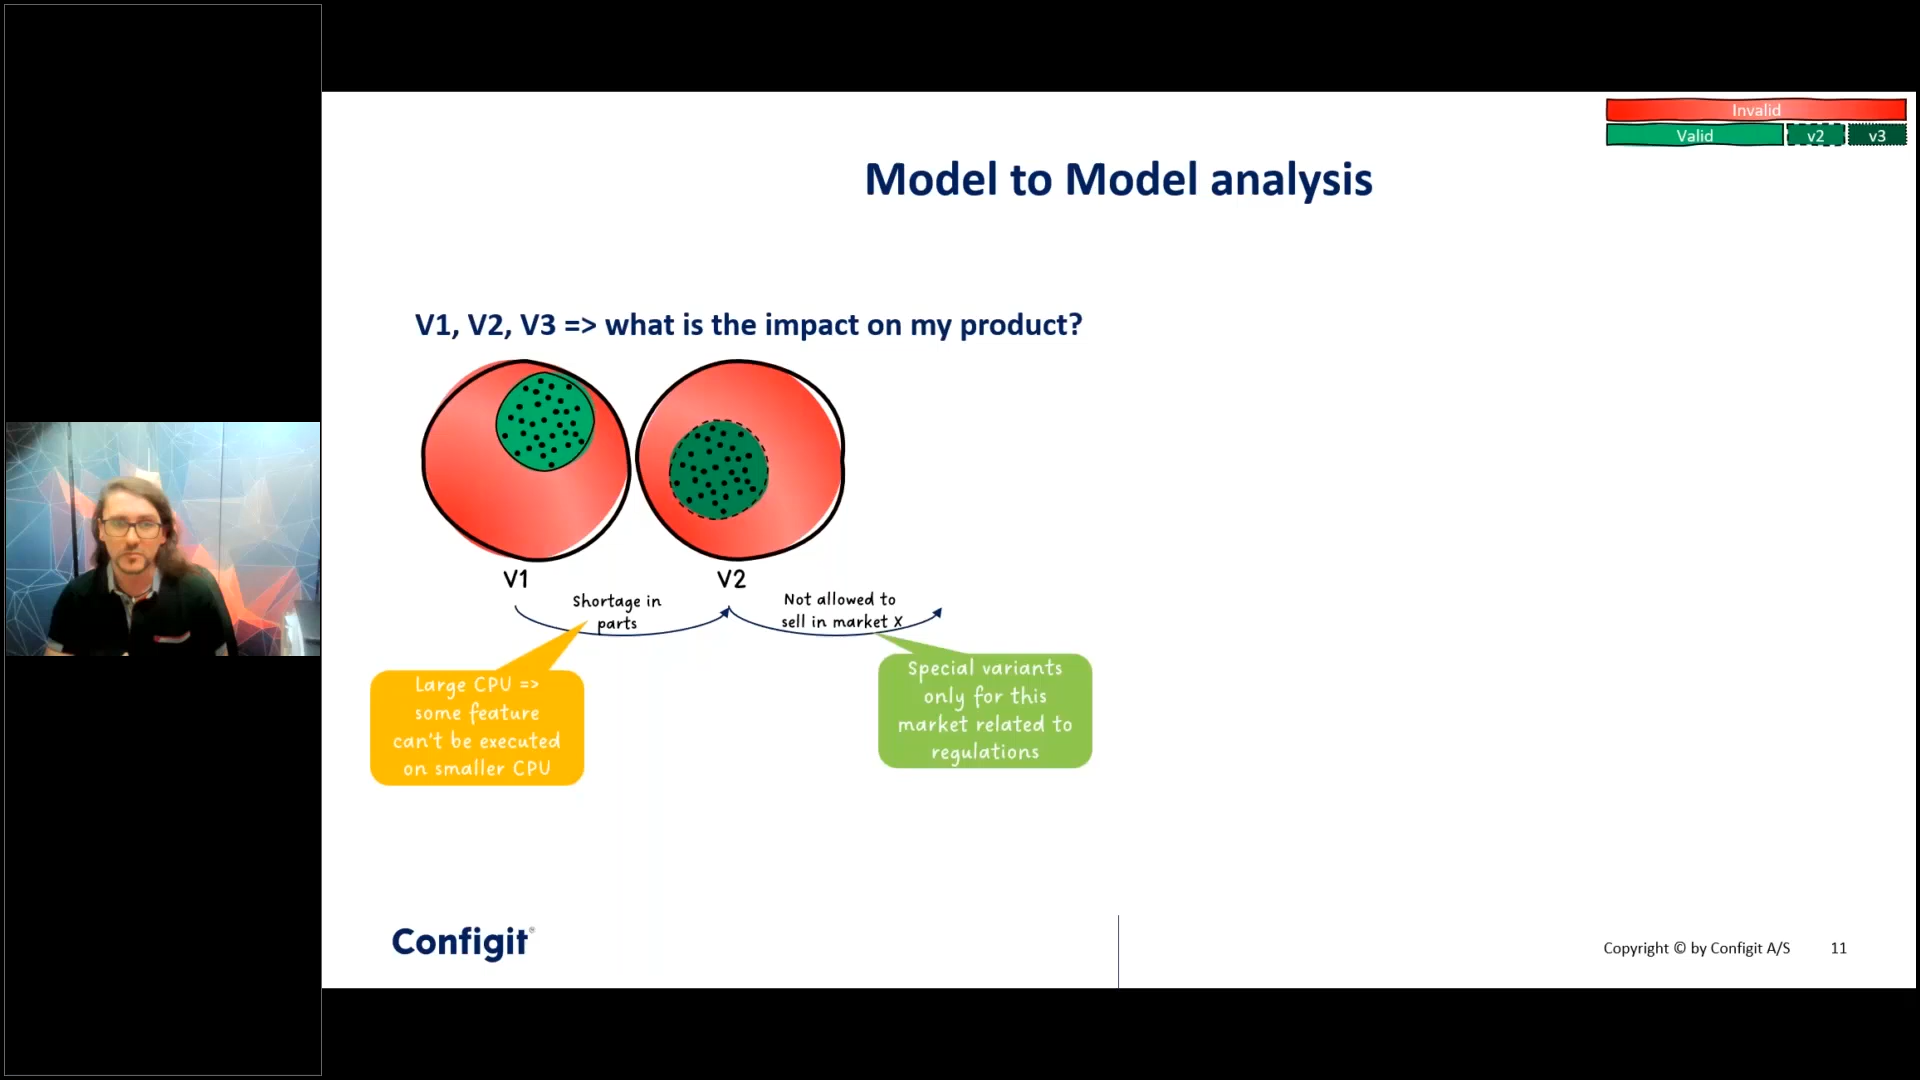 Invalid
Valid
v2
v3
Model to Model analysis
V1, V2, V3 => what is the impact on my product?
V1
V2
Shortage in
parts
Not allowed to
sell in market X
Large CPU =>
some feature
can't be executed
on smaller CPU
Special variants
only for this
market related to
regulations
Configit®
Copyright © by Configit A/S
11